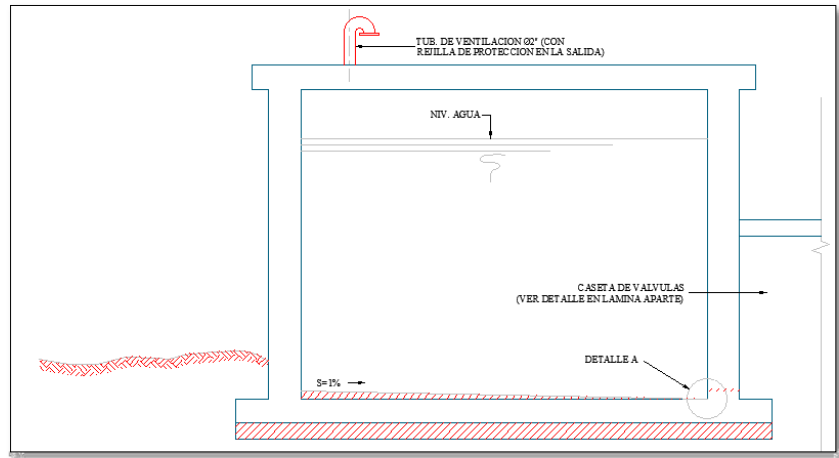 TUB. DE VENTILACION Ø2" (CON
REJILLA DE PROTECCION EN LA SALIDA)
NIV. AGUA
CASETA DE VALVULAS
(VER DETALLE EN LAMINA APARTE)
DETALLE A
S=1%